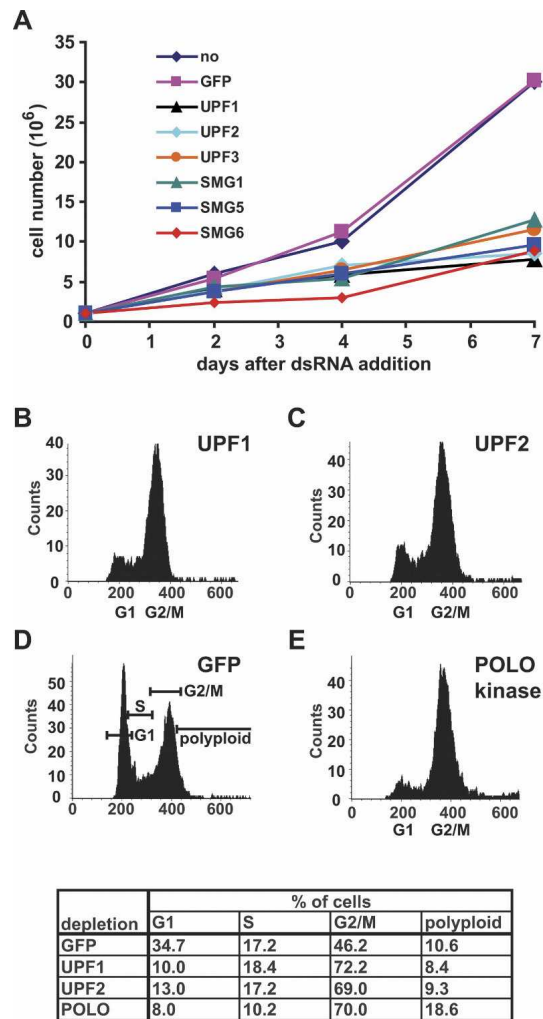 A
cell number (10⁶)
35
30
25
20
15
10
5
0
no
GFP
UPF1
UPF2
UPF3
SMG1
SMG5
SMG6
0 1 2 3 4 5 6 7
days after dsRNA addition
B
UPF1
Counts
40
30
20
10
0
0 200 400 600
G1 G2/M
C
UPF2
Counts
40
30
20
10
0
0 200 400 600
G1 G2/M
D
GFP
Counts
50
40
30
20
10
0
G2/M
S
G1
polyploid
0 200 400 600
E
POLO
kinase
Counts
40
30
20
10
0
0 200 400 600
G1 G2/M
% of cells
depletion G1 S G2/M polyploid
GFP 34.7 17.2 46.2 10.6
UPF1 10.0 18.4 72.2 8.4
UPF2 13.0 17.2 69.0 9.3
POLO 8.0 10.2 70.0 18.6